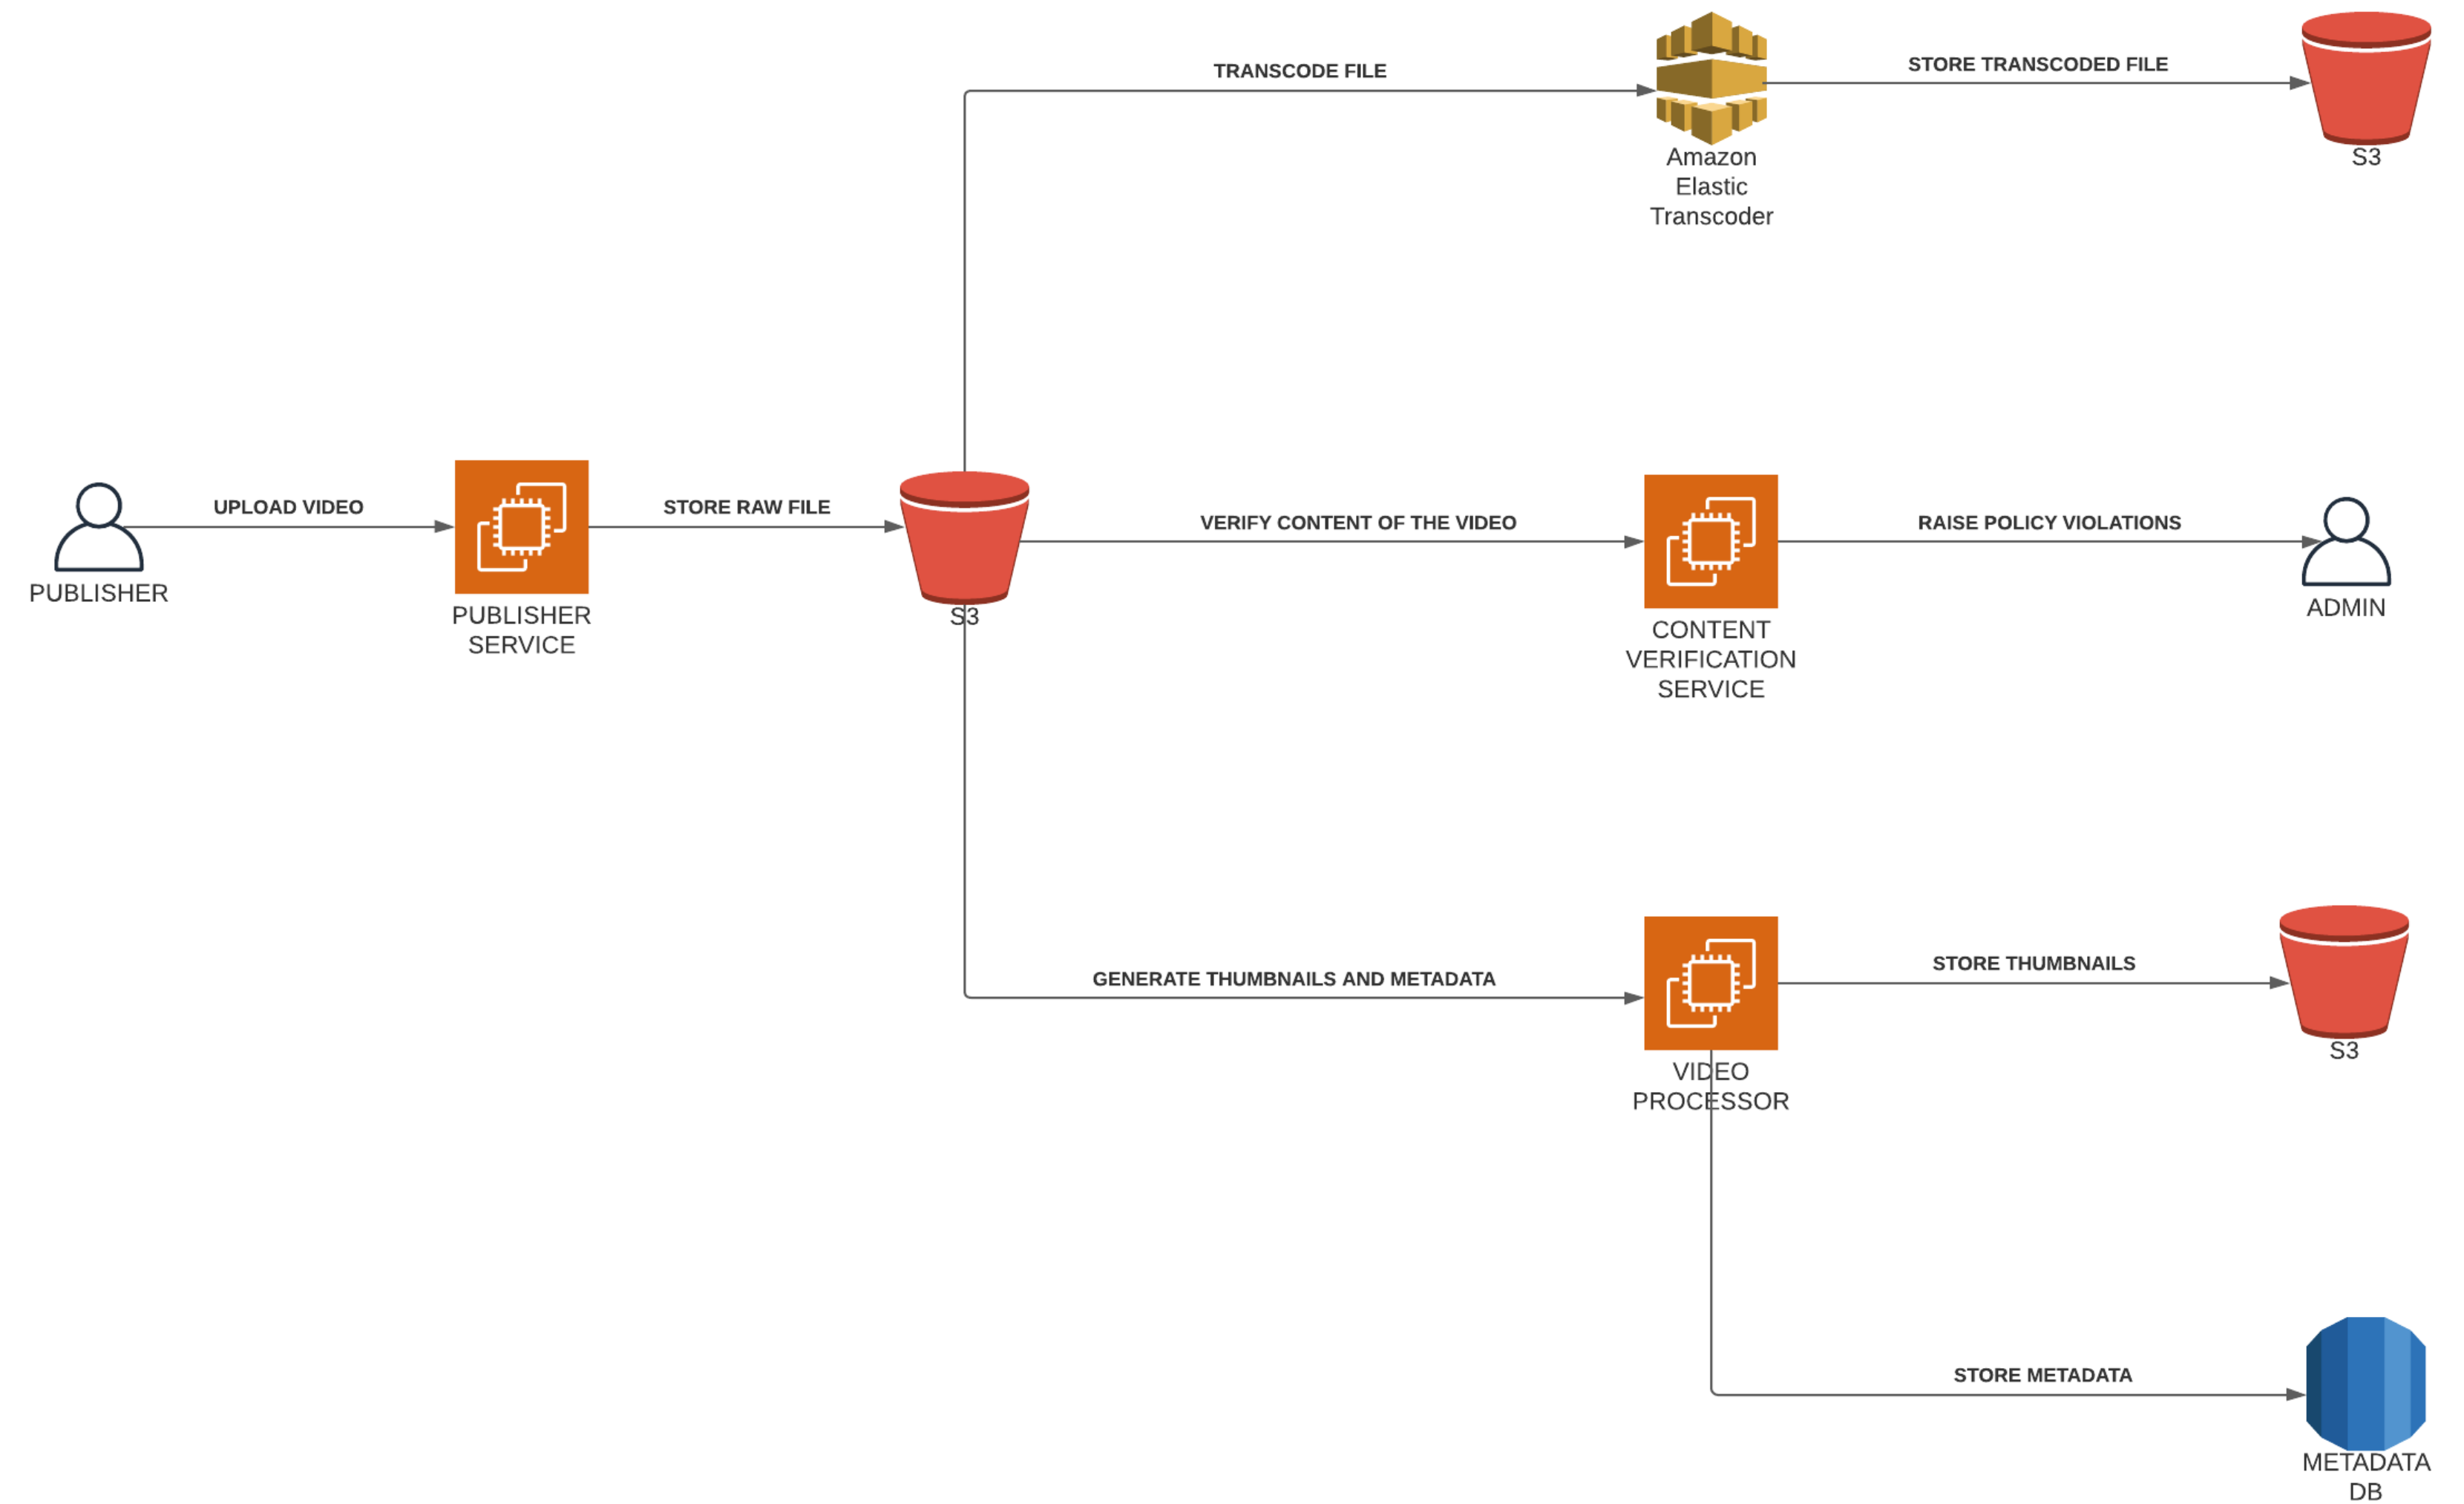 TRANSCODE FILE
STORE TRANSCODED FILE
Amazon
Elastic
Transcoder
S3
UPLOAD VIDEO
STORE RAW FILE
VERIFY CONTENT OF THE VIDEO
RAISE POLICY VIOLATIONS
PUBLISHER
PUBLISHER
SERVICE
S3
CONTENT
VERIFICATION
SERVICE
ADMIN
GENERATE THUMBNAILS AND METADATA
STORE THUMBNAILS
VIDEO
PROCESSOR
S3
STORE METADATA
METADATA
DB